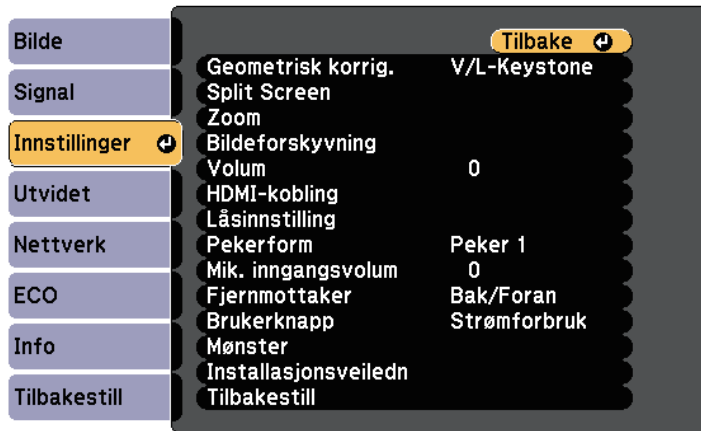 Bilde
Signal
Innstillinger
Utvidet
Nettverk
ECO
Info
Tilbakestill
Tilbake
Geometrisk korrig. V/L-Keystone
Split Screen
Zoom
Bildeforskyvning
Volum 0
HDMI-kobling
Låsinnstilling
Pekerform Peker 1
Mik. inngangsvolum 0
Fjernmottaker Bak/Foran
Brukerknapp Strømforbruk
Mønster
Installasjonsveiledn
Tilbakestill